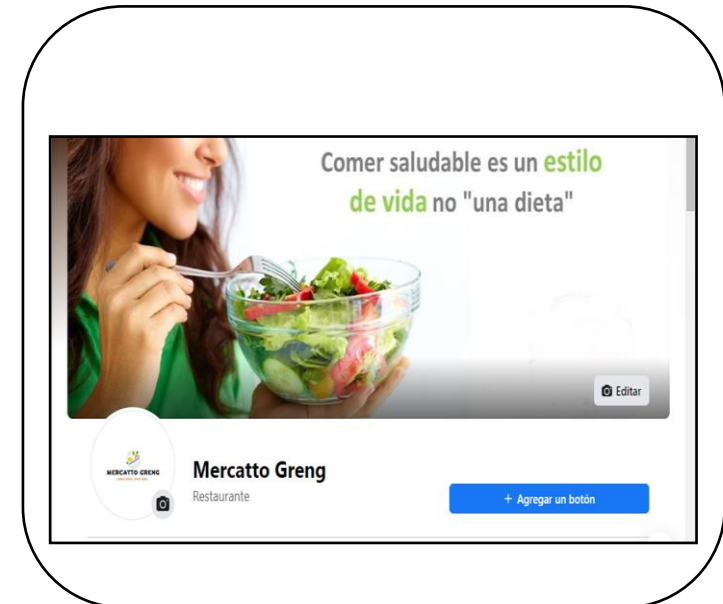 Comer saludable es un estilo
de vida no "una dieta"
Editar
MERCATTO GRENG
Mercatto Greng
Restaurante
+ Agregar un botón